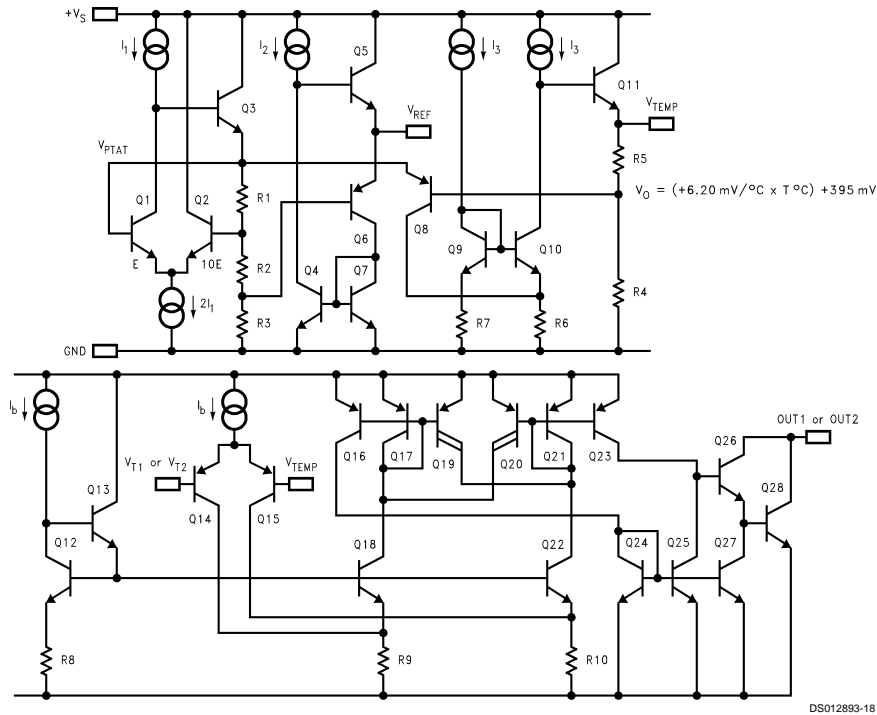 +VS
I1
I2
Q5
I3
I3
Q11
Q3
VREF
VTEMP
VPTAT
R5
Q1
Q2
R1
VO = (+6.20 mV/°C x T °C) +395 mV
Q8
Q6
Q9
Q10
E
10E
R2
Q4
Q7
2I1
R3
R7
R6
R4
GND
Ib
Ib
OUT1 or OUT2
Q26
VT1 or VT2
VTEMP
Q16
Q17
Q19
Q20
Q21
Q23
Q13
Q28
Q14
Q15
Q12
Q18
Q22
Q24
Q25
Q27
R8
R9
R10
DS012893-18